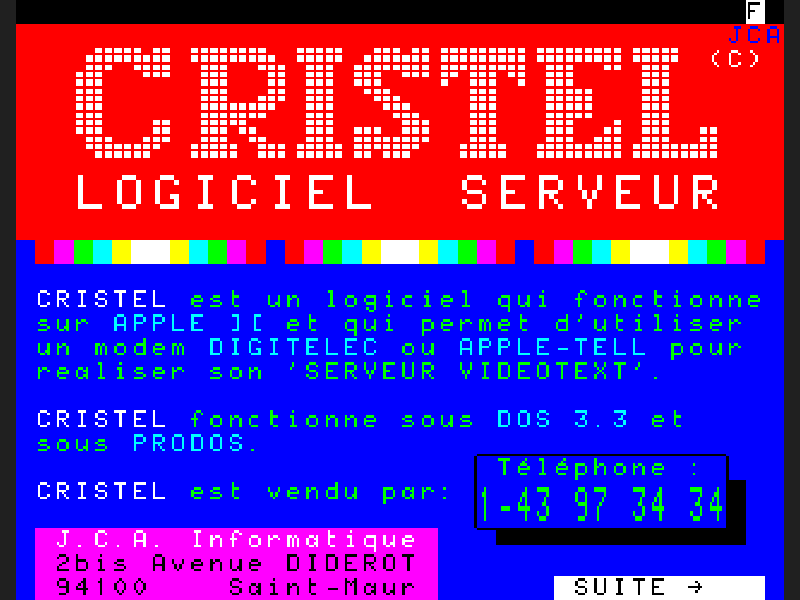 F
JCA
CRISTEL (C)
LOGICIEL SERVEUR
CRISTEL est un logiciel qui fonctionne
sur APPLE ][ et qui permet d'utiliser
un modem DIGITELEC ou APPLE-TELL pour
realiser son 'SERVEUR VIDEOTEXT'.
CRISTEL fonctionne sous DOS 3.3 et
sous PRODOS.
CRISTEL est vendu par:
Téléphone :
1-43 97 34 34
J.C.A. Informatique
2bis Avenue DIDEROT
94100 Saint-Maur
SUITE →